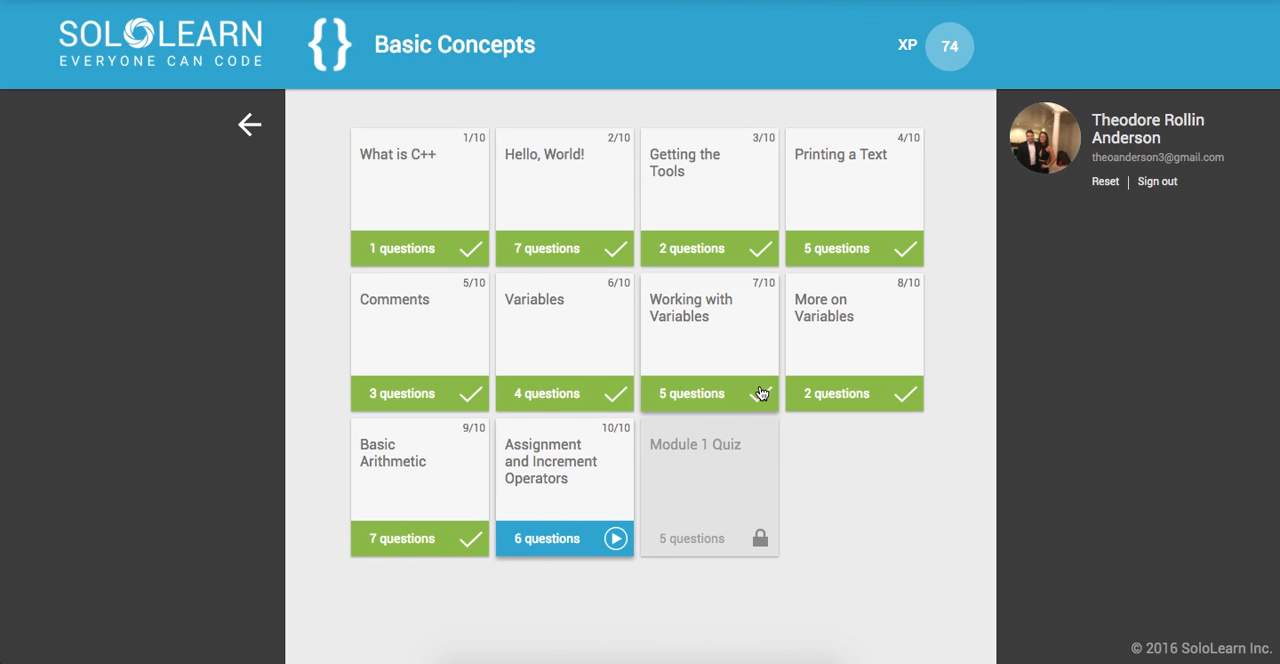 SOLOLEARN
EVERYONE CAN CODE
{ } Basic Concepts
XP 74
Theodore Rollin
Anderson
theoanderson3@gmail.com
Reset | Sign out
1/10
What is C++
1 questions
2/10
Hello, World!
7 questions
3/10
Getting the
Tools
2 questions
4/10
Printing a Text
5 questions
5/10
Comments
3 questions
6/10
Variables
4 questions
7/10
Working with
Variables
5 questions
8/10
More on
Variables
2 questions
9/10
Basic
Arithmetic
7 questions
10/10
Assignment
and Increment
Operators
6 questions
Module 1 Quiz
5 questions
© 2016 SoloLearn Inc.